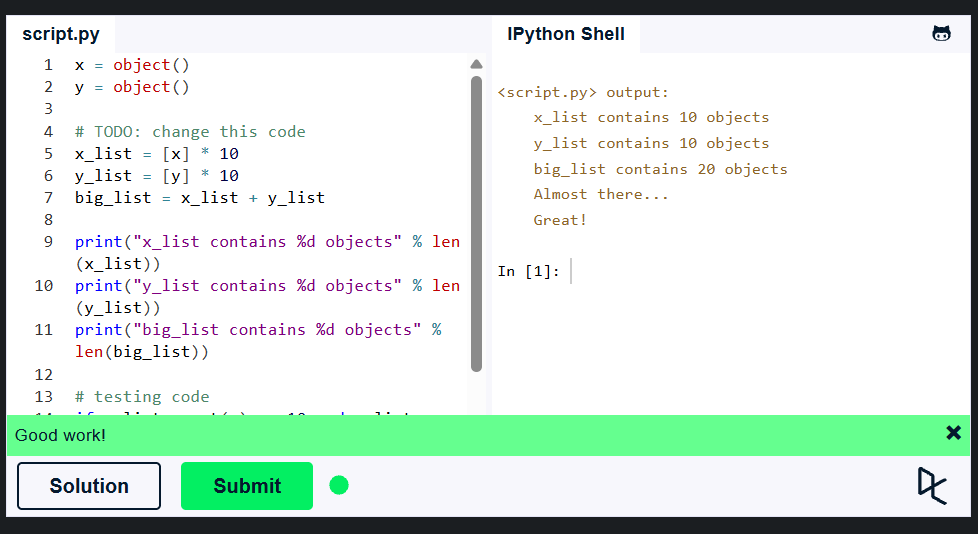 script.py
1 x = object()
2 y = object()
3
4 # TODO: change this code
5 x_list = [x] * 10
6 y_list = [y] * 10
7 big_list = x_list + y_list
8
9 print("x_list contains %d objects" % len
(x_list))
10 print("y_list contains %d objects" % len
(y_list))
11 print("big_list contains %d objects" %
len(big_list))
12
13 # testing code
IPython Shell
<script.py> output:
x_list contains 10 objects
y_list contains 10 objects
big_list contains 20 objects
Almost there...
Great!
In [1]:
Good work!
Solution
Submit